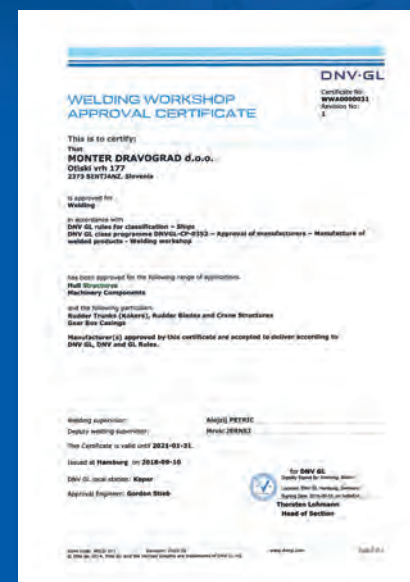 DNV·GL
Certificate No:
WWA0000031
Revision No:
1
WELDING WORKSHOP
APPROVAL CERTIFICATE
This is to certify:
That
MONTER DRAVOGRAD d.o.o.
Otiski vrh 177
2373 SENTJANZ, Slovenia
is approved for
Welding
in accordance with
DNV GL rules for classification – Ships
DNV GL class programme DNVGL-CP-0352 – Approval of manufacturers – Manufacture of
welded products - Welding workshop
has been approved for the following range of applications.
Hull Structures
Machinery Components
and the following particulars
Rudder Trunks (Kokers), Rudder Blades and Crane Structures
Gear Box Casings
Manufacturer(s) approved by this certificate are accepted to deliver according to
DNV GL, DNV and GL Rules.
Welding supervisor: Alojzij PETRIC
Deputy welding supervisor: JERNEJ
This Certificate is valid until 2021-01-31.
Issued at Hamburg on 2018-09-10
DNV GL local station: Koper
Approval Engineer: Gordon Stieb
for DNV GL
Thorsten Lohmann
Head of Section